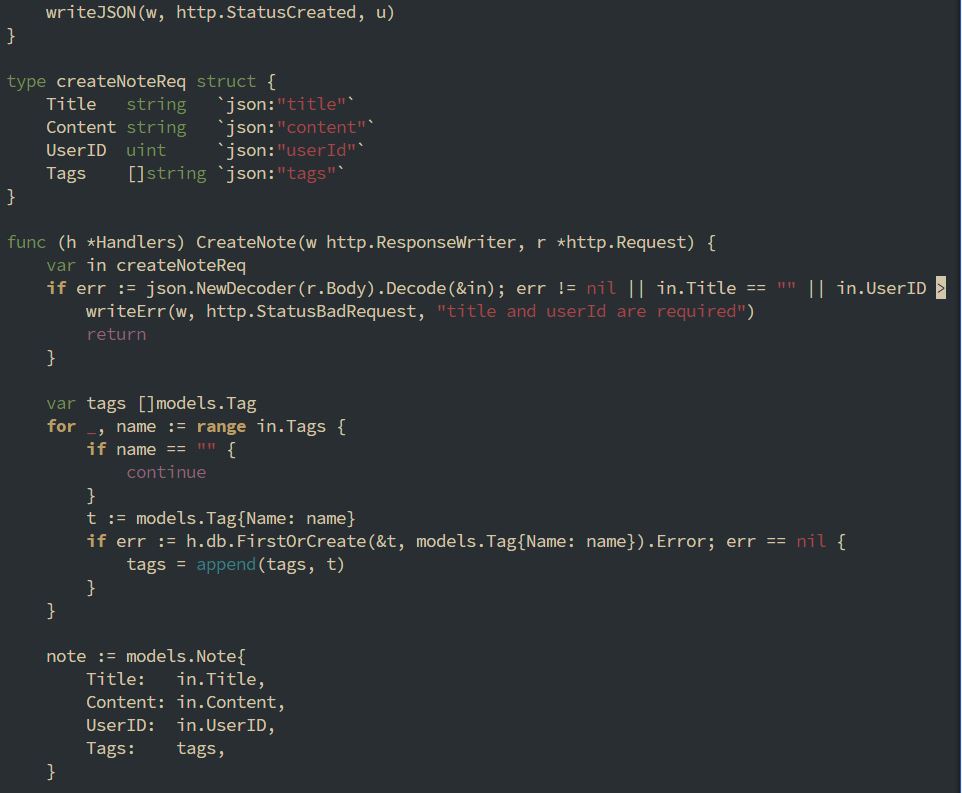 writeJSON(w, http.StatusCreated, u)
}

type createNoteReq struct {
    Title   string   `json:"title"`
    Content string   `json:"content"`
    UserID  uint     `json:"userId"`
    Tags    []string `json:"tags"`
}

func (h *Handlers) CreateNote(w http.ResponseWriter, r *http.Request) {
    var in createNoteReq
    if err := json.NewDecoder(r.Body).Decode(&in); err != nil || in.Title == "" || in.UserID >
        writeErr(w, http.StatusBadRequest, "title and userId are required")
        return
    }

    var tags []models.Tag
    for _, name := range in.Tags {
        if name == "" {
            continue
        }
        t := models.Tag{Name: name}
        if err := h.db.FirstOrCreate(&t, models.Tag{Name: name}).Error; err == nil {
            tags = append(tags, t)
        }
    }

    note := models.Note{
        Title:   in.Title,
        Content: in.Content,
        UserID:  in.UserID,
        Tags:    tags,
    }